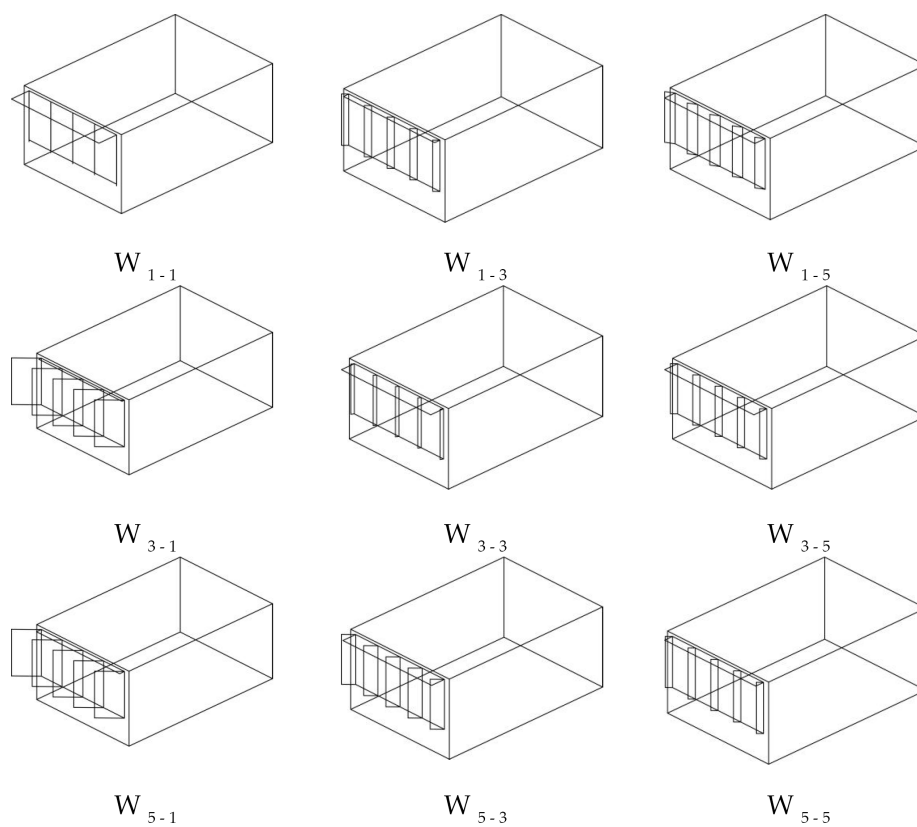 W 1 - 1 W 1 - 3 W 1 - 5
W 3 - 1 W 3 - 3 W 3 - 5
W 5 - 1 W 5 - 3 W 5 - 5